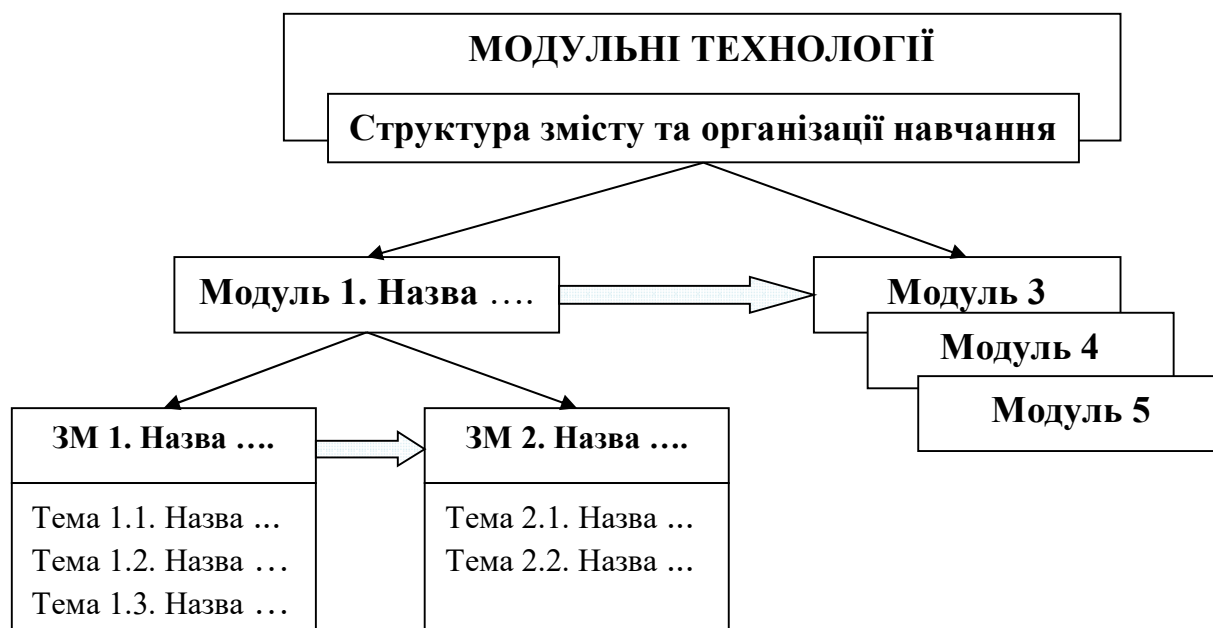 МОДУЛЬНІ ТЕХНОЛОГІЇ
Структура змісту та організації навчання
Модуль 1. Назва ….
Модуль 3
Модуль 4
Модуль 5
ЗМ 1. Назва ….
Тема 1.1. Назва ...
Тема 1.2. Назва …
Тема 1.3. Назва …
ЗМ 2. Назва ….
Тема 2.1. Назва ...
Тема 2.2. Назва ...